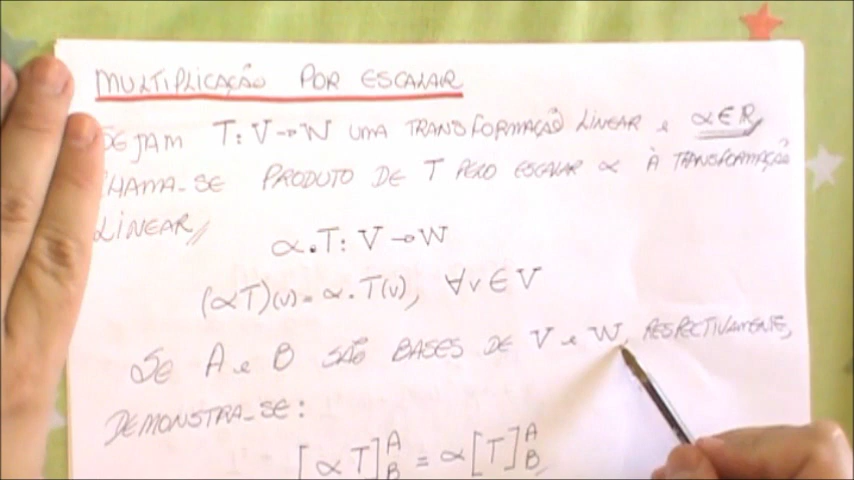 MULTIPLICAÇÃO POR ESCALAR
SEJAM T: V→W UMA TRANSFORMAÇÃO LINEAR e α∈R,
CHAMA-SE PRODUTO DE T PELO ESCALAR α À TRANSFORMAÇÃO
LINEAR,
α.T: V→W
(αT)(v) = α.T(v), ∀v∈V
SE A e B SÃO BASES DE V e W, RESPECTIVAMENTE,
DEMONSTRA-SE:
[αT]^A_B = α[T]^A_B